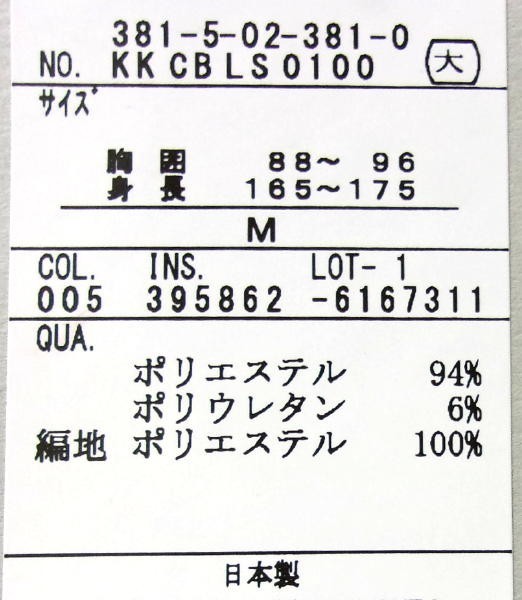 381-5-02-381-0
NO. KKCBLS0100 大
サイズ
胸囲 88～ 96
身長 165～175
M
COL. INS. LOT- 1
005 395862 -6167311
QUA.
ポリエステル 94%
ポリウレタン 6%
編地 ポリエステル 100%
日本製